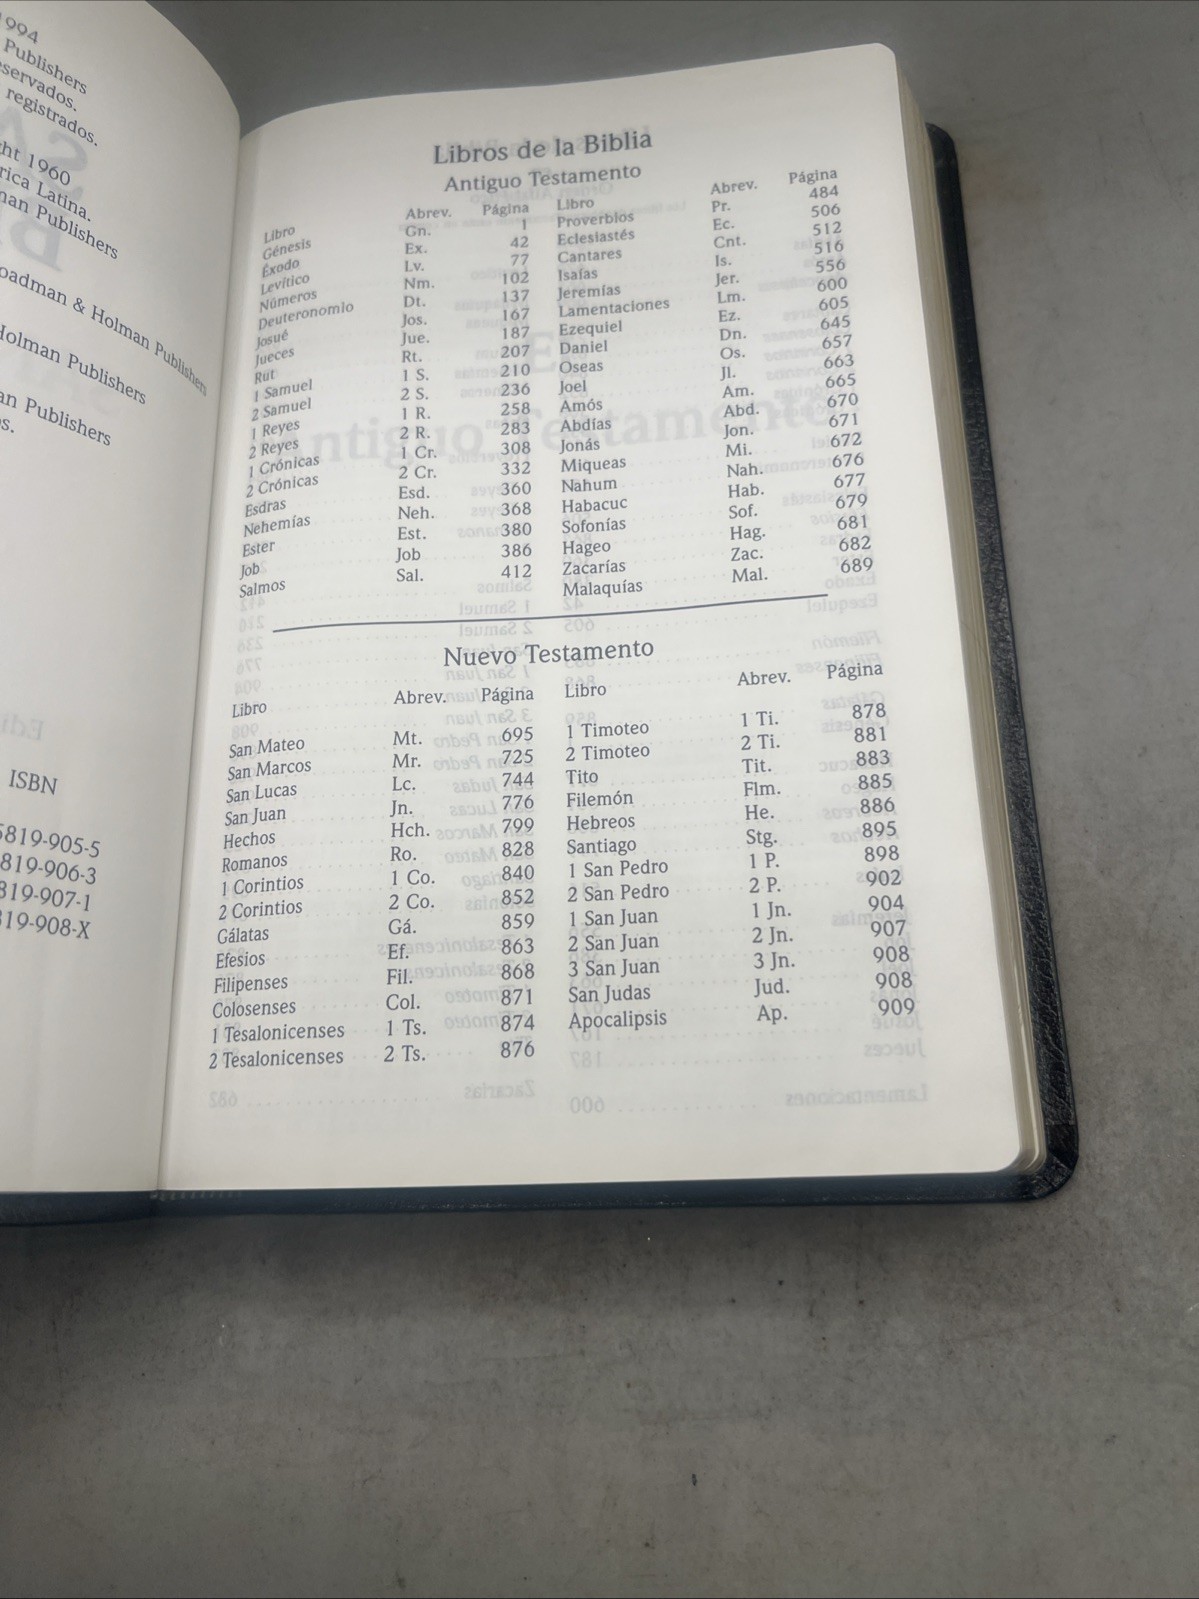 1994
Publishers
servados.
registrados.
ght 1960
rica Latina.
man Publishers
oadman & Holman Publishers
Holman Publishers
an Publishers
os.
ISBN
5819-905-5
819-906-3
819-907-1
819-908-X
Libros de la Biblia
Antiguo Testamento
Libro Abrev. Página Libro Abrev. Página
Génesis Gn. 1 Proverbios Pr. 484
Éxodo Ex. 42 Eclesiastés Ec. 506
Levítico Lv. 77 Cantares Cnt. 512
Números Nm. 102 Isaías Is. 516
Deuteronomio Dt. 137 Jeremías Jer. 556
Josué Jos. 167 Lamentaciones Lm. 600
Jueces Jue. 187 Ezequiel Ez. 605
Rut Rt. 207 Daniel Dn. 645
1 Samuel 1 S. 210 Oseas Os. 657
2 Samuel 2 S. 236 Joel Jl. 663
1 Reyes 1 R. 258 Amós Am. 665
2 Reyes 2 R. 283 Abdías Abd. 670
1 Crónicas 1 Cr. 308 Jonás Jon. 671
2 Crónicas 2 Cr. 332 Miqueas Mi. 672
Esdras Esd. 360 Nahum Nah. 676
Nehemías Neh. 368 Habacuc Hab. 677
Ester Est. 380 Sofonías Sof. 679
Job Job 386 Hageo Hag. 681
Salmos Sal. 412 Zacarías Zac. 682
Malaquías Mal. 689
Nuevo Testamento
Libro Abrev. Página Libro Abrev. Página
San Mateo Mt. 695 1 Timoteo 1 Ti. 878
San Marcos Mr. 725 2 Timoteo 2 Ti. 881
San Lucas Lc. 744 Tito Tit. 883
San Juan Jn. 776 Filemón Flm. 885
Hechos Hch. 799 Hebreos He. 886
Romanos Ro. 828 Santiago Stg. 895
1 Corintios 1 Co. 840 1 San Pedro 1 P. 898
2 Corintios 2 Co. 852 2 San Pedro 2 P. 902
Gálatas Gá. 859 1 San Juan 1 Jn. 904
Efesios Ef. 863 2 San Juan 2 Jn. 907
Filipenses Fil. 868 3 San Juan 3 Jn. 908
Colosenses Col. 871 San Judas Jud. 908
1 Tesalonicenses 1 Ts. 874 Apocalipsis Ap. 909
2 Tesalonicenses 2 Ts. 876